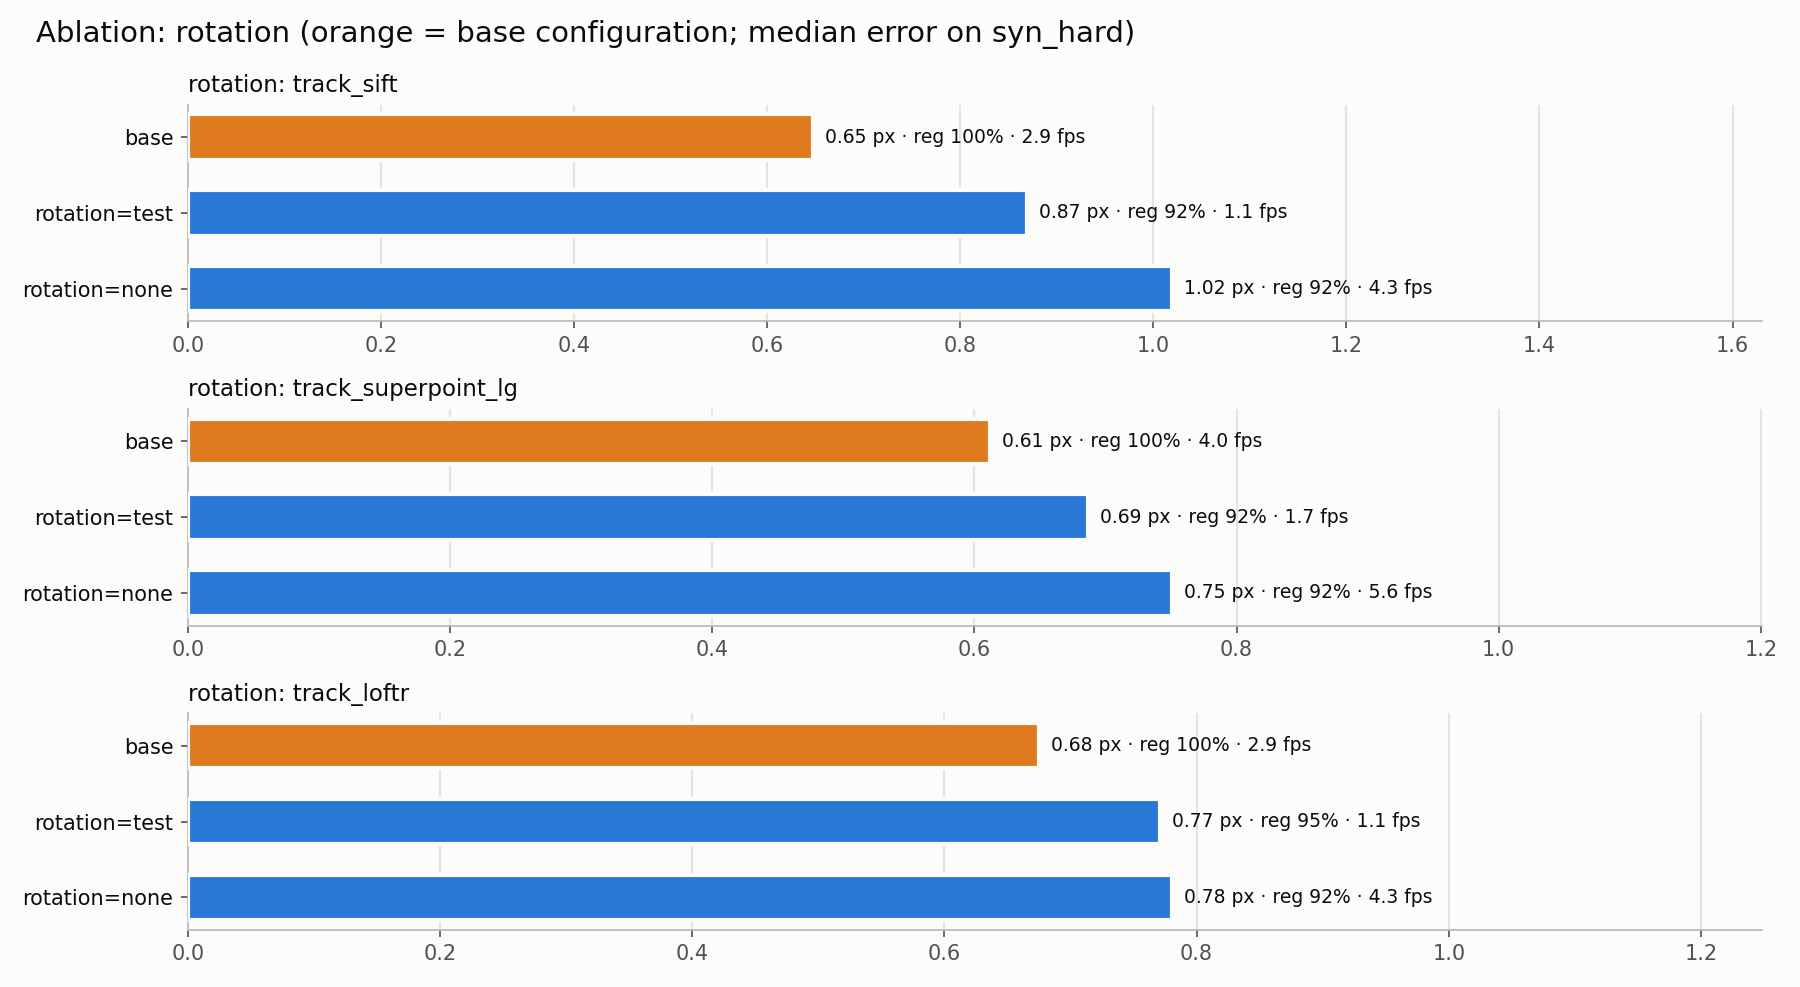 Ablation: rotation (orange = base configuration; median error on syn_hard)
rotation: track_sift
base
0.65 px · reg 100% · 2.9 fps
rotation=test
0.87 px · reg 92% · 1.1 fps
rotation=none
1.02 px · reg 92% · 4.3 fps
0.0 0.2 0.4 0.6 0.8 1.0 1.2 1.4 1.6
rotation: track_superpoint_lg
base
0.61 px · reg 100% · 4.0 fps
rotation=test
0.69 px · reg 92% · 1.7 fps
rotation=none
0.75 px · reg 92% · 5.6 fps
0.0 0.2 0.4 0.6 0.8 1.0 1.2
rotation: track_loftr
base
0.68 px · reg 100% · 2.9 fps
rotation=test
0.77 px · reg 95% · 1.1 fps
rotation=none
0.78 px · reg 92% · 4.3 fps
0.0 0.2 0.4 0.6 0.8 1.0 1.2